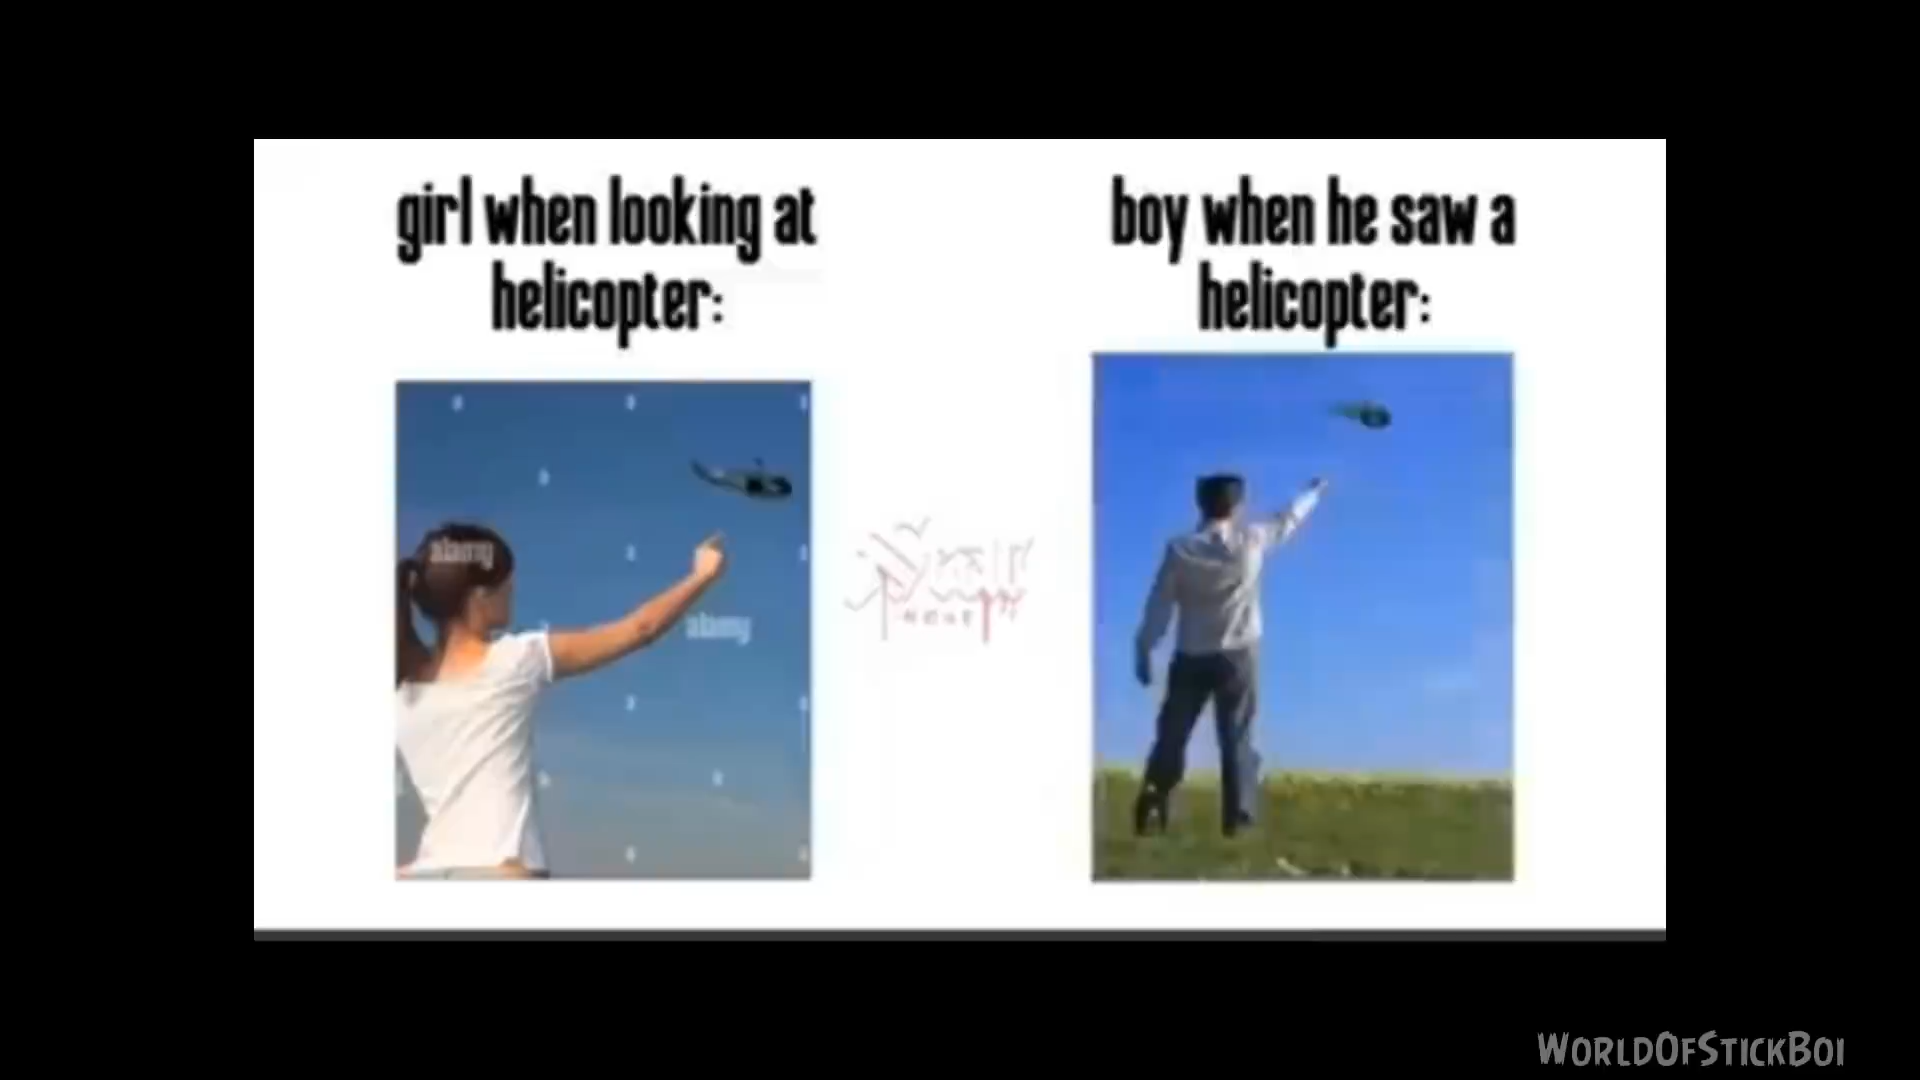 girl when looking at
helicopter:
boy when he saw a
helicopter:
alamy
alamy
WORLDOFSTICKBOI